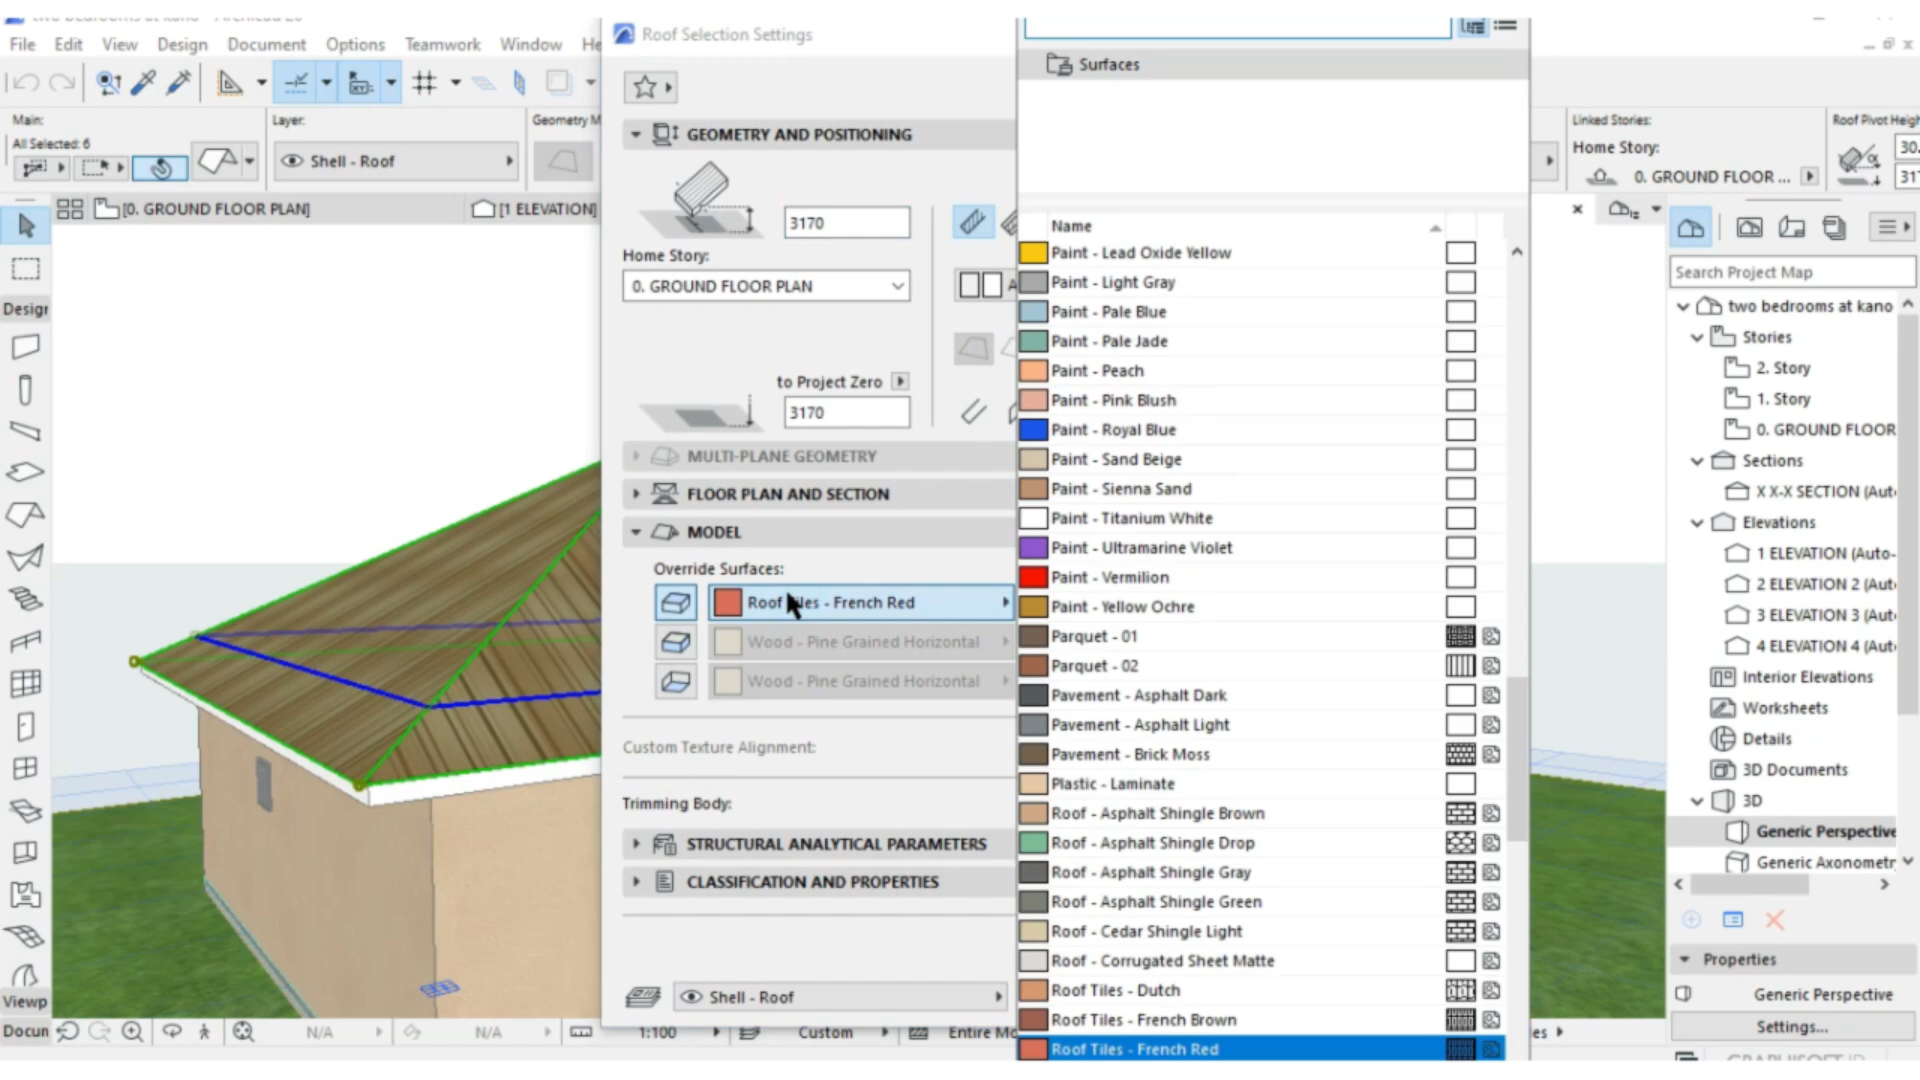 Roof Selection Settings
File Edit View Design Document Options Teamwork Window He
Surfaces
Main:
Layer:
Geometry M
All Selected: 6
Shell - Roof
Linked Stories:
Home Story:
0. GROUND FLOOR ...
Roof Pivot Heigh
30.
317
[0. GROUND FLOOR PLAN]
[1 ELEVATION]
Design
Viewp
Docun
GEOMETRY AND POSITIONING
3170
Home Story:
0. GROUND FLOOR PLAN
to Project Zero
3170
MULTI-PLANE GEOMETRY
FLOOR PLAN AND SECTION
MODEL
Override Surfaces:
Roof Tiles - French Red
Wood - Pine Grained Horizontal
Wood - Pine Grained Horizontal
Custom Texture Alignment:
Trimming Body:
STRUCTURAL ANALYTICAL PARAMETERS
CLASSIFICATION AND PROPERTIES
Shell - Roof
Name
Paint - Lead Oxide Yellow
Paint - Light Gray
Paint - Pale Blue
Paint - Pale Jade
Paint - Peach
Paint - Pink Blush
Paint - Royal Blue
Paint - Sand Beige
Paint - Sienna Sand
Paint - Titanium White
Paint - Ultramarine Violet
Paint - Vermilion
Paint - Yellow Ochre
Parquet - 01
Parquet - 02
Pavement - Asphalt Dark
Pavement - Asphalt Light
Pavement - Brick Moss
Plastic - Laminate
Roof - Asphalt Shingle Brown
Roof - Asphalt Shingle Drop
Roof - Asphalt Shingle Gray
Roof - Asphalt Shingle Green
Roof - Cedar Shingle Light
Roof - Corrugated Sheet Matte
Roof Tiles - Dutch
Roof Tiles - French Brown
Roof Tiles - French Red
Search Project Map
two bedrooms at kano
Stories
2. Story
1. Story
0. GROUND FLOOR
Sections
X X-X SECTION (Aut
Elevations
1 ELEVATION (Auto-
2 ELEVATION 2 (Aut
3 ELEVATION 3 (Aut
4 ELEVATION 4 (Aut
Interior Elevations
Worksheets
Details
3D Documents
3D
Generic Perspective
Generic Axonometr
Properties
Generic Perspective
Settings...
N/A
N/A
1:100
Custom
Entire Mo
es